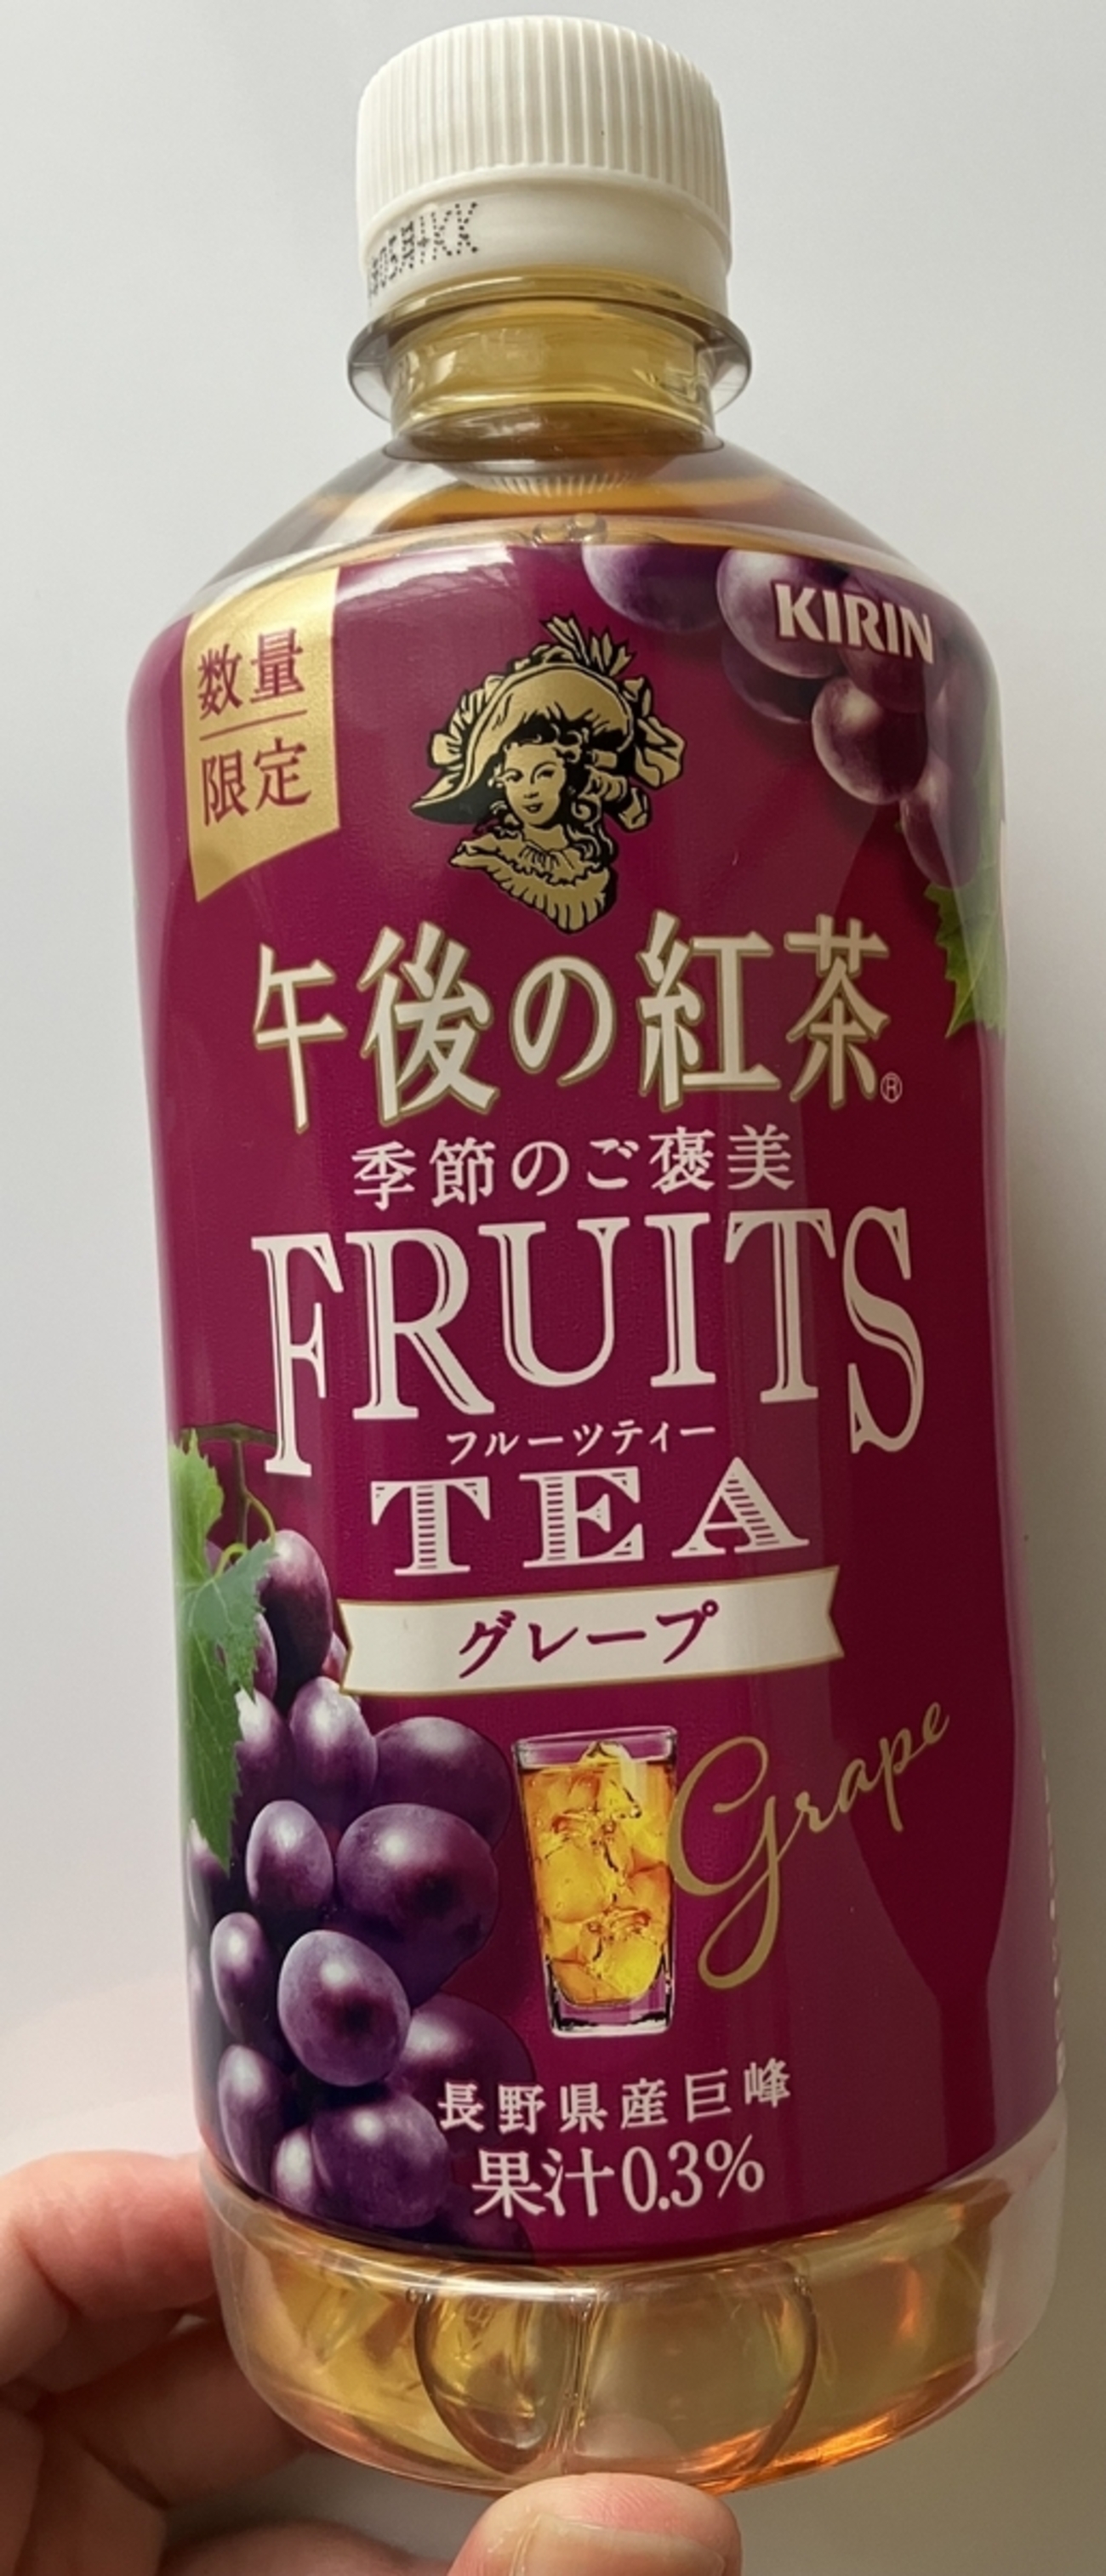 KIRIN
数量
限定
午後の紅茶®
季節のご褒美
FRUITS
フルーツティー
TEA
グレープ
Grape
長野県産巨峰
果汁0.3%